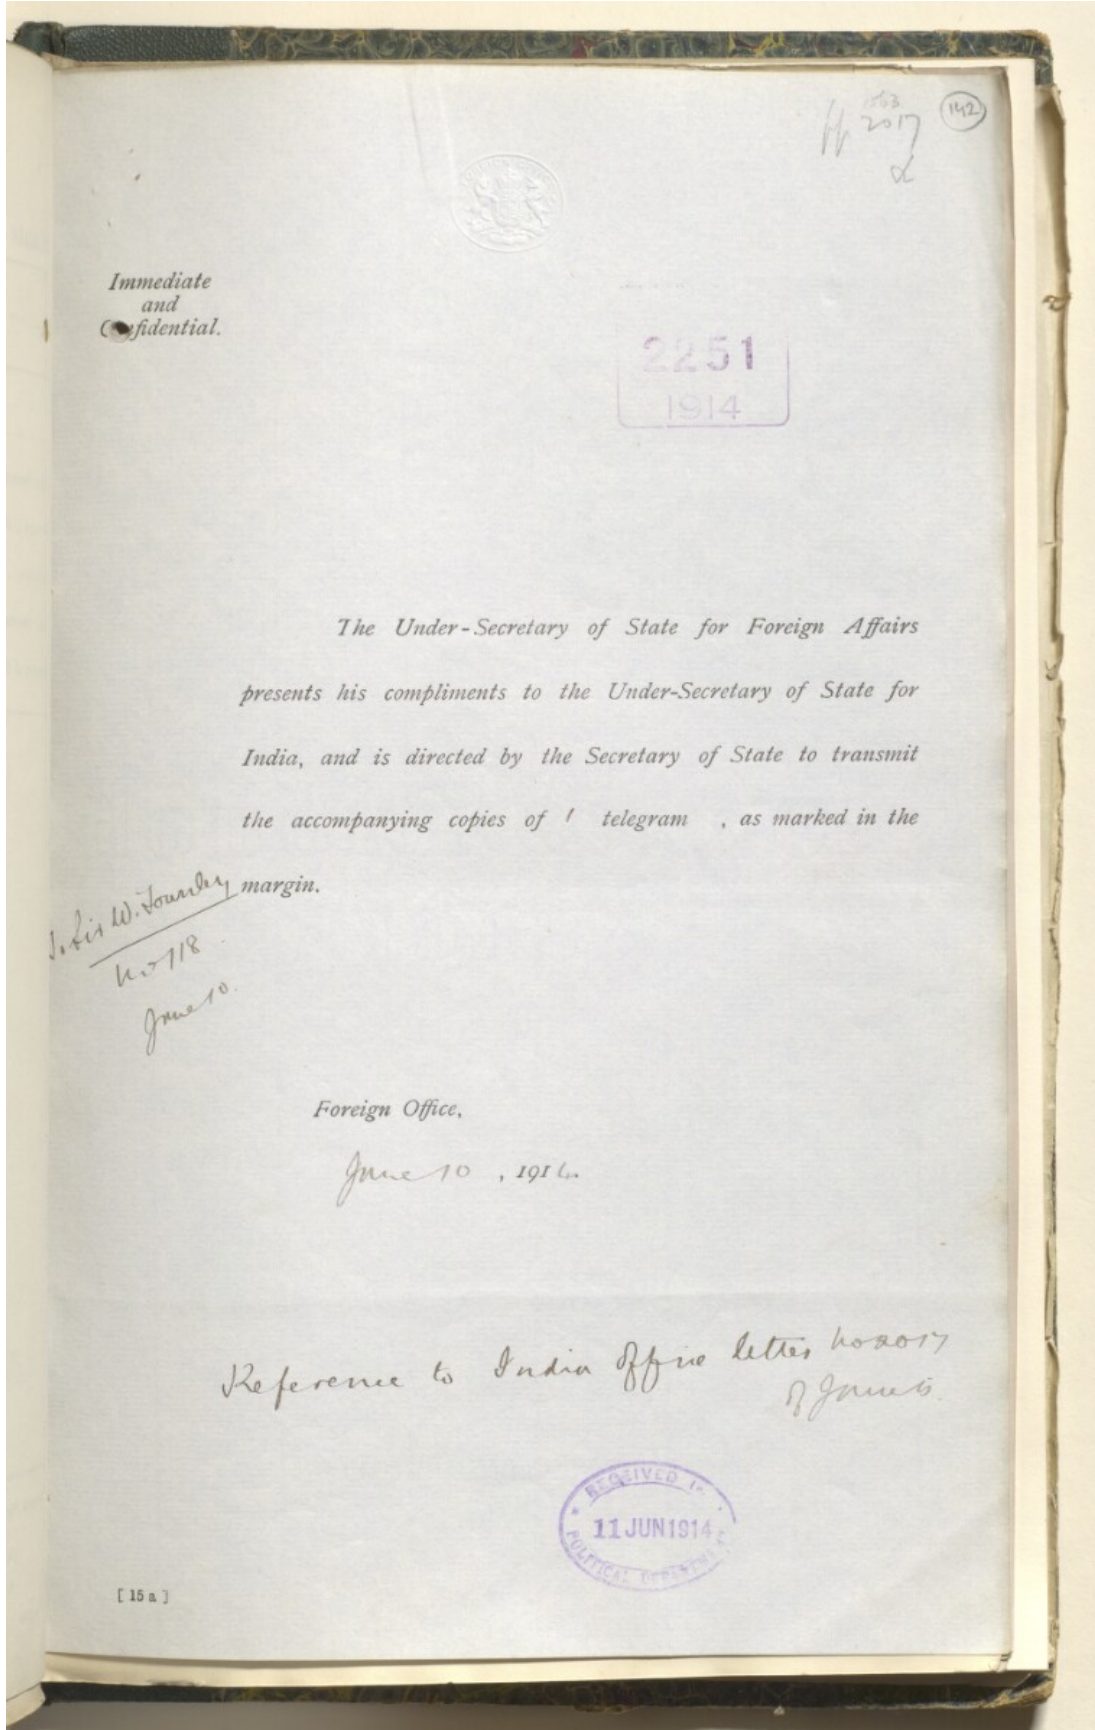 142
2017
Immediate
and
Confidential.
2251
1914
The Under-Secretary of State for Foreign Affairs
presents his compliments to the Under-Secretary of State for
India, and is directed by the Secretary of State to transmit
the accompanying copies of 1 telegram , as marked in the
margin.
Sir W. Townley
No 118
June 10.
Foreign Office,
June 10 , 1914.
Reference to India Office letter No 2017
of June
RECEIVED IN
11 JUN 1914
POLITICAL DEPARTMENT
[ 15 a ]